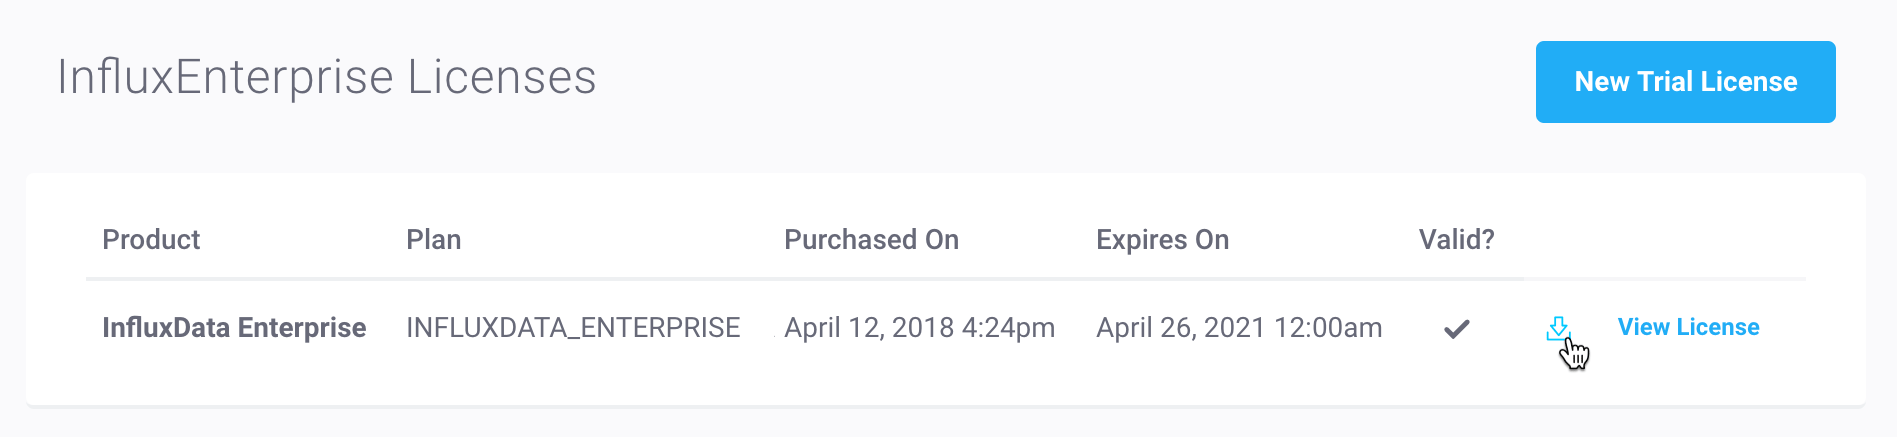 InfluxEnterprise Licenses
New Trial License
Product Plan Purchased On Expires On Valid?
InfluxData Enterprise INFLUXDATA_ENTERPRISE April 12, 2018 4:24pm April 26, 2021 12:00am View License